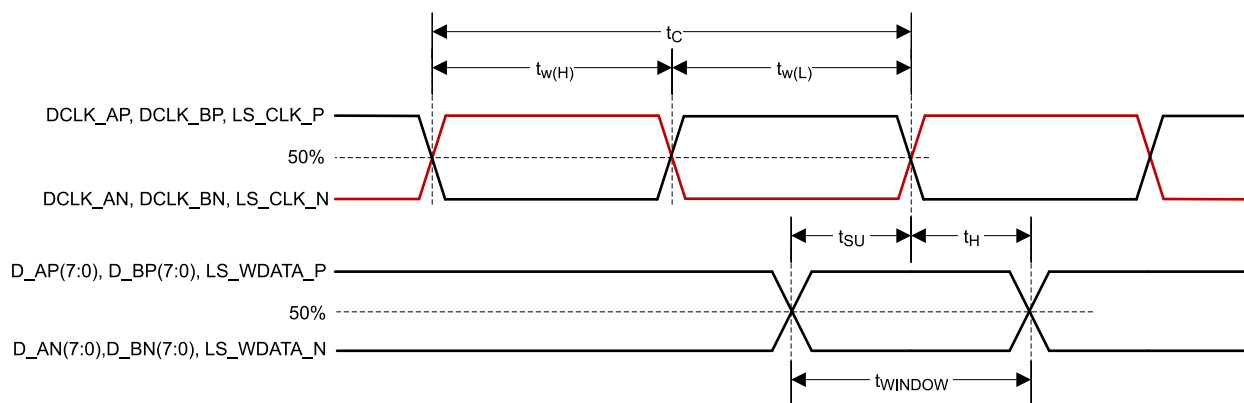 tC
tw(H)
tw(L)
DCLK_AP, DCLK_BP, LS_CLK_P
50%
DCLK_AN, DCLK_BN, LS_CLK_N
tSU
tH
D_AP(7:0), D_BP(7:0), LS_WDATA_P
50%
D_AN(7:0),D_BN(7:0), LS_WDATA_N
tWINDOW